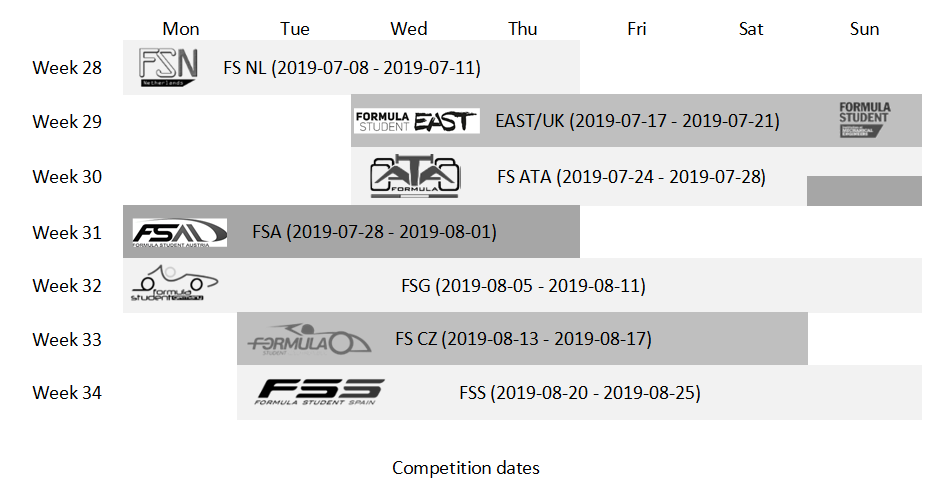 Mon Tue Wed Thu Fri Sat Sun
Week 28 FSN Netherlands FS NL (2019-07-08 - 2019-07-11)
Week 29 FORMULA STUDENT EAST EAST/UK (2019-07-17 - 2019-07-21) FORMULA STUDENT
Week 30 ATA FORMULA FS ATA (2019-07-24 - 2019-07-28)
Week 31 FSA FORMULA STUDENT AUSTRIA FSA (2019-07-28 - 2019-08-01)
Week 32 formula student germany FSG (2019-08-05 - 2019-08-11)
Week 33 FORMULA STUDENT FS CZ (2019-08-13 - 2019-08-17)
Week 34 FSS FORMULA STUDENT SPAIN FSS (2019-08-20 - 2019-08-25)
Competition dates